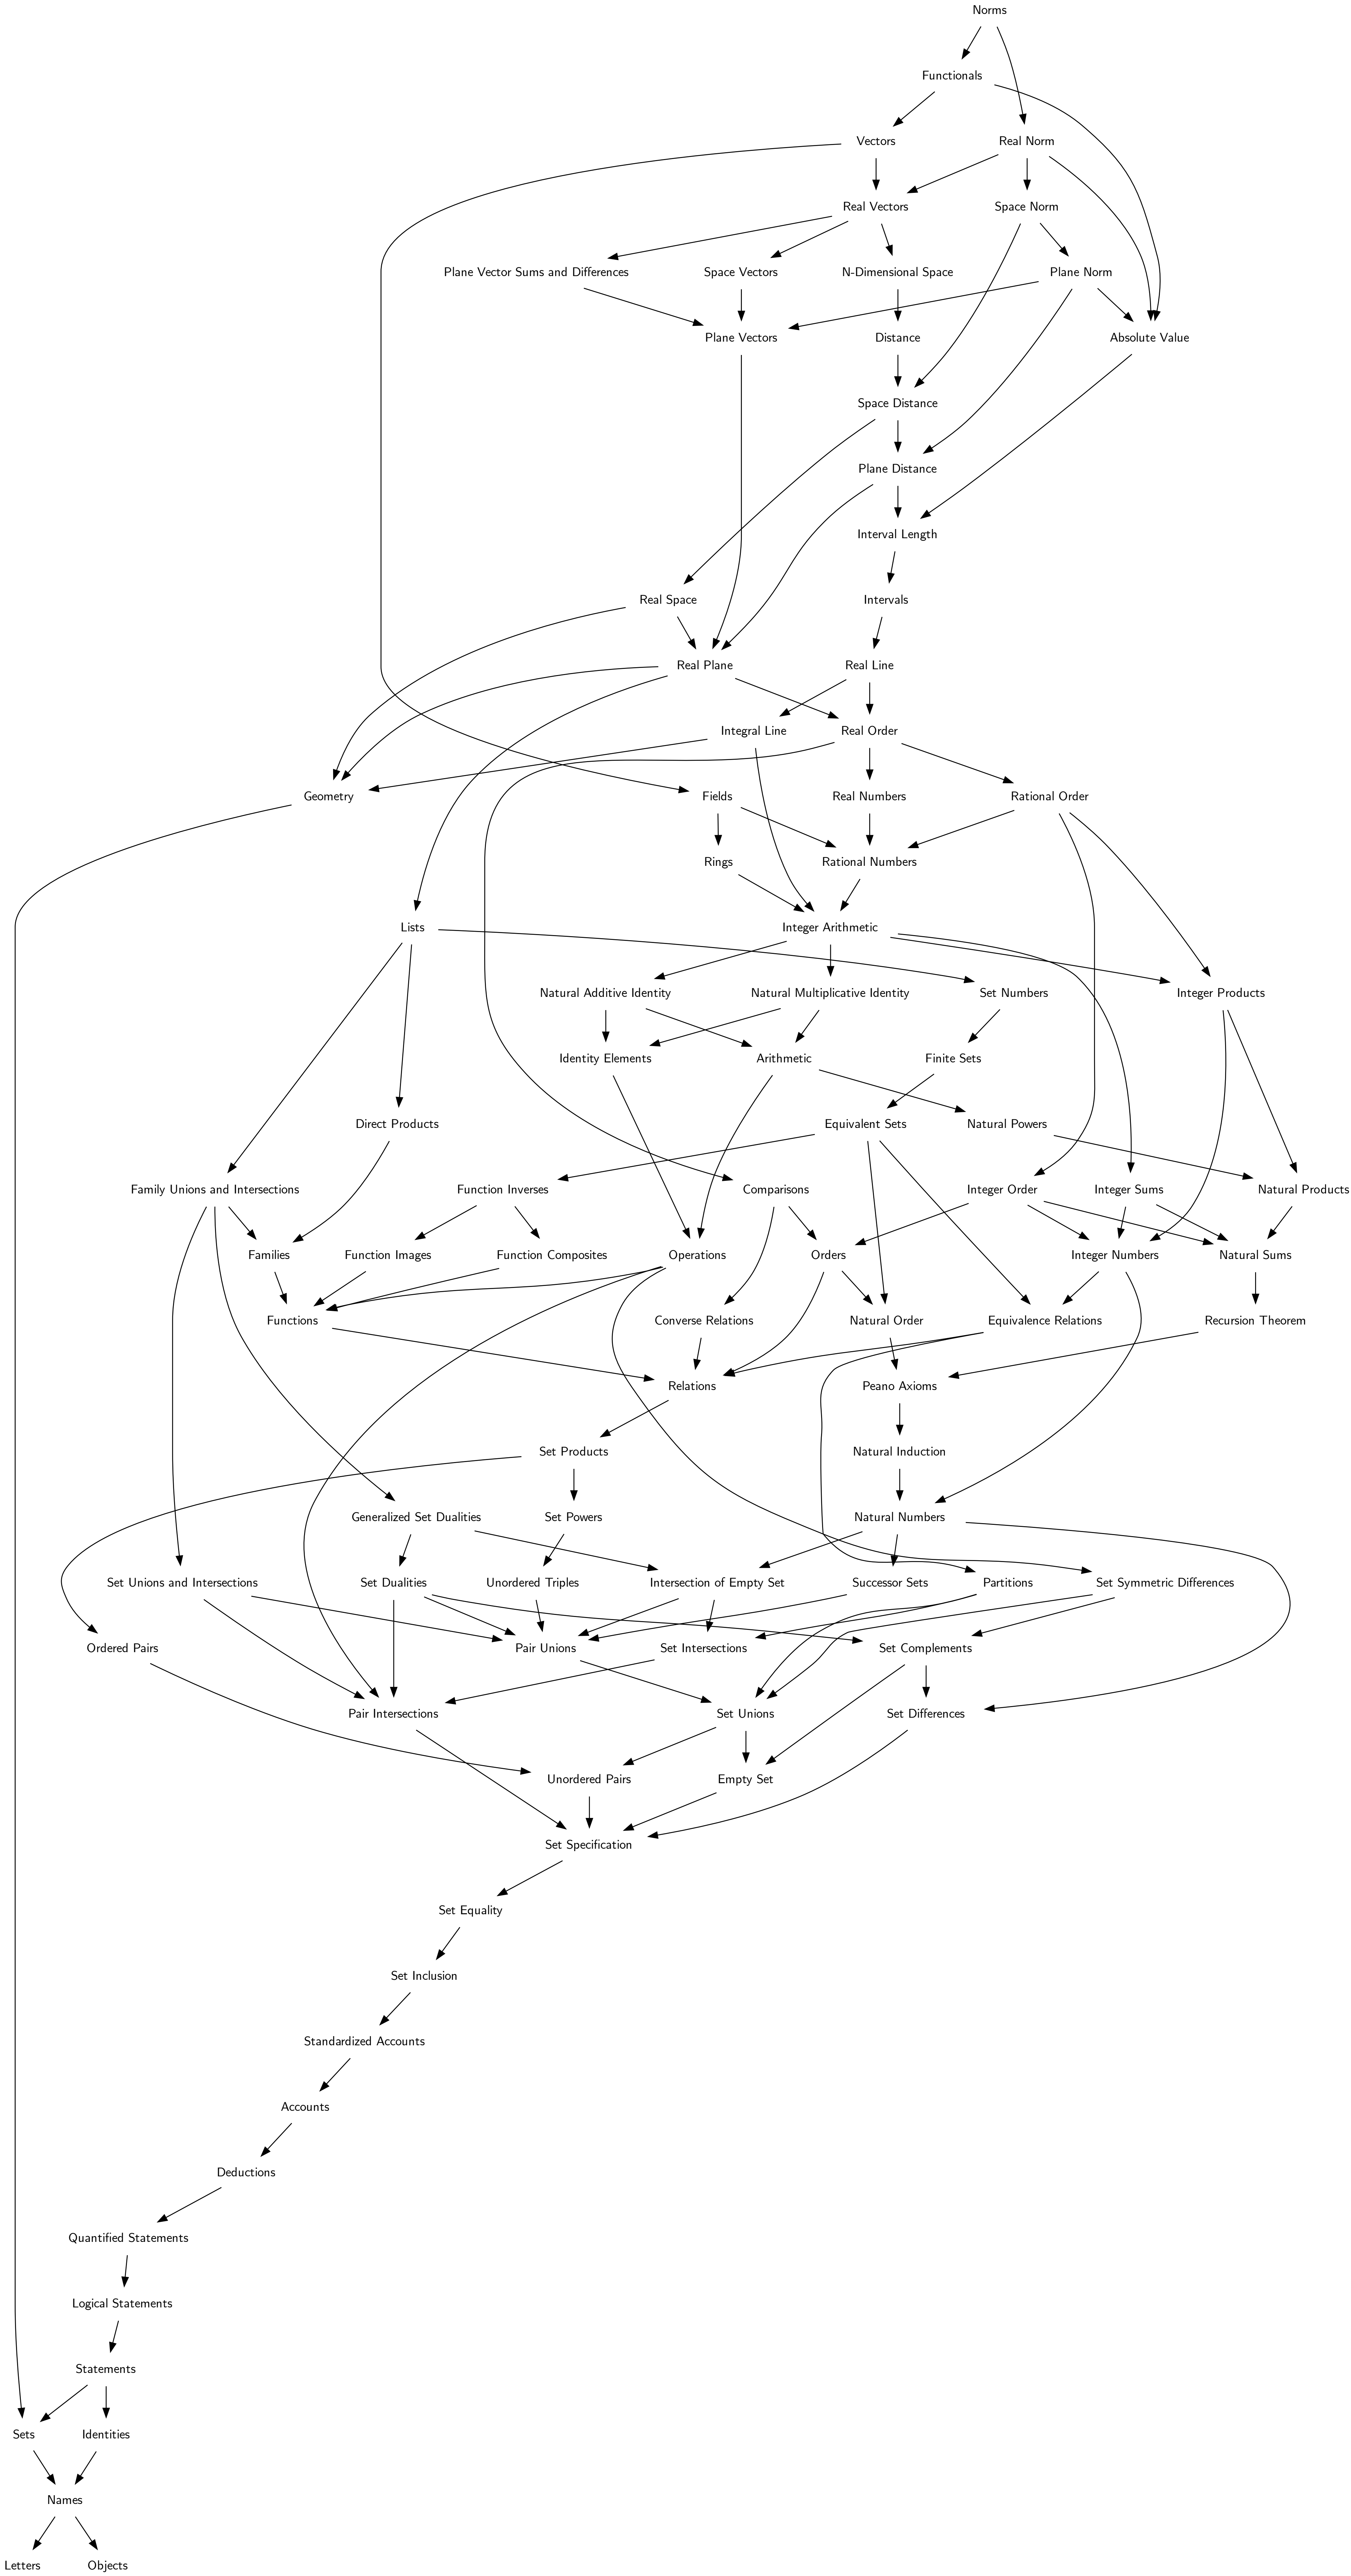 Norms
Functionals
Vectors
Real Norm
Real Vectors
Space Norm
Plane Vector Sums and Differences
Space Vectors
N-Dimensional Space
Plane Norm
Plane Vectors
Distance
Absolute Value
Space Distance
Plane Distance
Interval Length
Real Space
Intervals
Real Plane
Real Line
Integral Line
Real Order
Geometry
Fields
Real Numbers
Rational Order
Rings
Rational Numbers
Lists
Integer Arithmetic
Natural Additive Identity
Natural Multiplicative Identity
Set Numbers
Integer Products
Identity Elements
Arithmetic
Finite Sets
Direct Products
Equivalent Sets
Natural Powers
Family Unions and Intersections
Function Inverses
Comparisons
Integer Order
Integer Sums
Natural Products
Families
Function Images
Function Composites
Operations
Orders
Integer Numbers
Natural Sums
Functions
Converse Relations
Natural Order
Equivalence Relations
Recursion Theorem
Relations
Peano Axioms
Set Products
Natural Induction
Generalized Set Dualities
Set Powers
Natural Numbers
Set Unions and Intersections
Set Dualities
Unordered Triples
Intersection of Empty Set
Successor Sets
Partitions
Set Symmetric Differences
Ordered Pairs
Pair Unions
Set Intersections
Set Complements
Pair Intersections
Set Unions
Set Differences
Unordered Pairs
Empty Set
Set Specification
Set Equality
Set Inclusion
Standardized Accounts
Accounts
Deductions
Quantified Statements
Logical Statements
Statements
Sets
Identities
Names
Letters
Objects